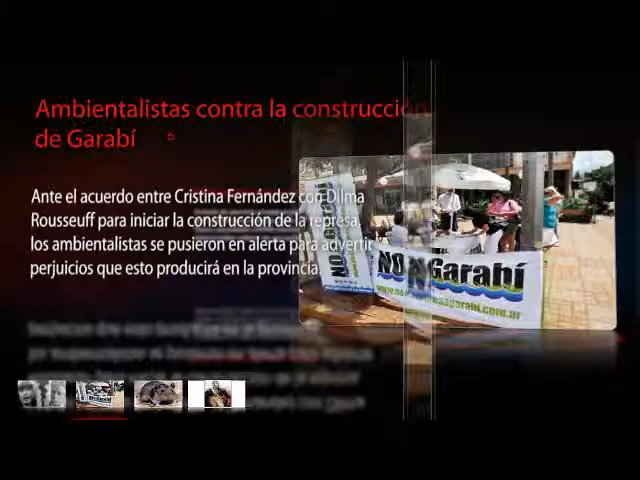 Ambientalistas contra la construcción
de Garabí
Ante el acuerdo entre Cristina Fernández con Dilma
Rousseuff para iniciar la construcción de la represa,
los ambientalistas se pusieron en alerta para advertir
perjuicios que esto producirá en la provincia.
NO
NO Garabí